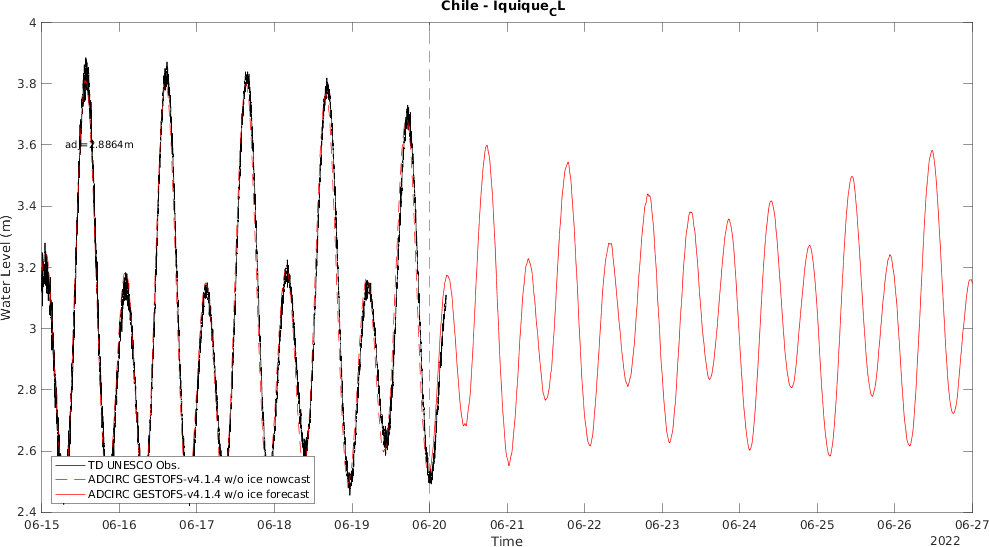 Chile - Iquique_CL
4
3.8
3.6
3.4
3.2
3
2.8
2.6
2.4
Water Level (m)
ad = 2.8864m
TD UNESCO Obs.
ADCIRC GESTOFS-v4.1.4 w/o ice nowcast
ADCIRC GESTOFS-v4.1.4 w/o ice forecast
06-15 06-16 06-17 06-18 06-19 06-20 06-21 06-22 06-23 06-24 06-25 06-26 06-27
Time
2022